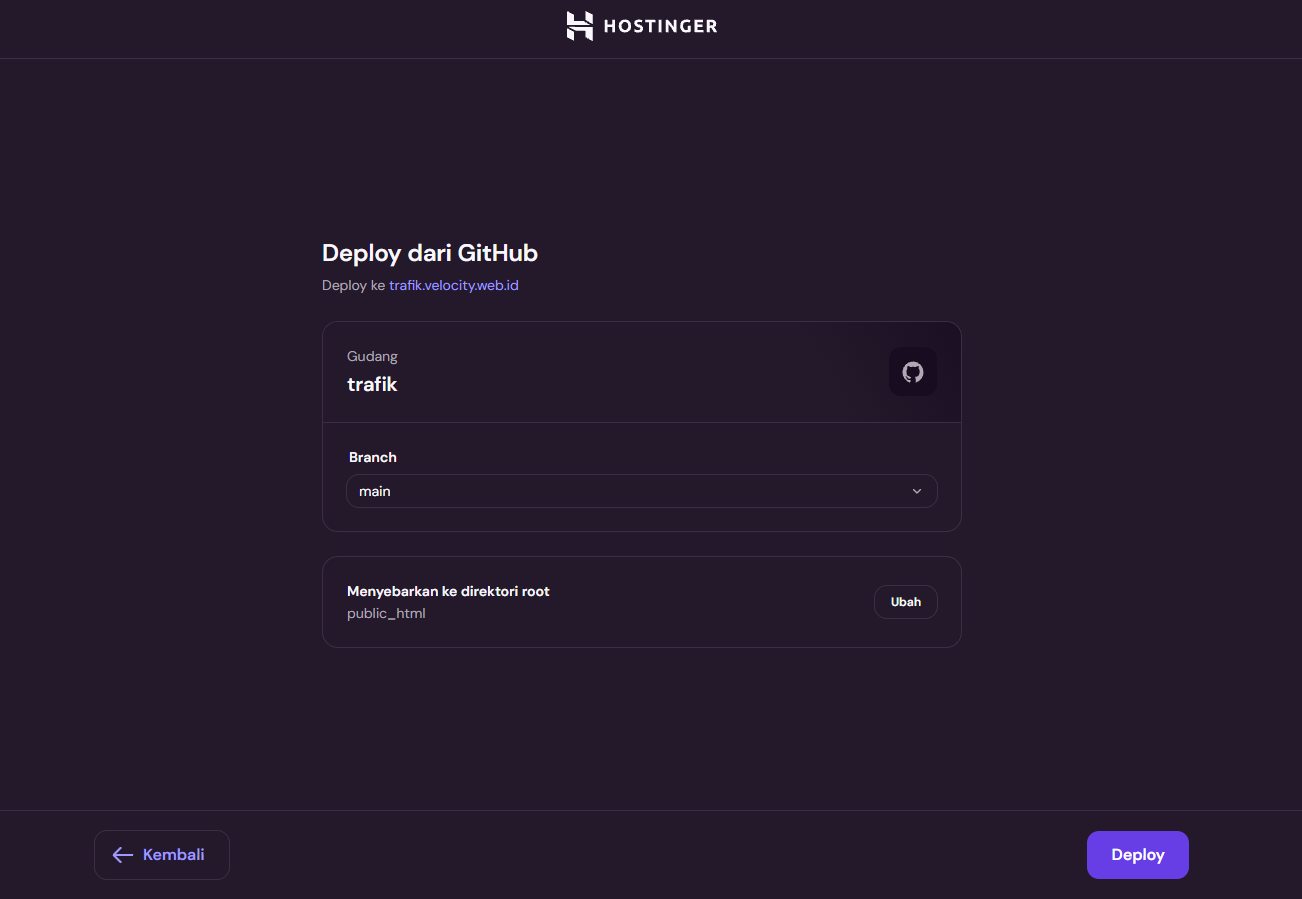 HOSTINGER
Deploy dari GitHub
Deploy ke trafik.velocity.web.id
Gudang
trafik
Branch
main
Menyebarkan ke direktori root
public_html
Ubah
Kembali
Deploy